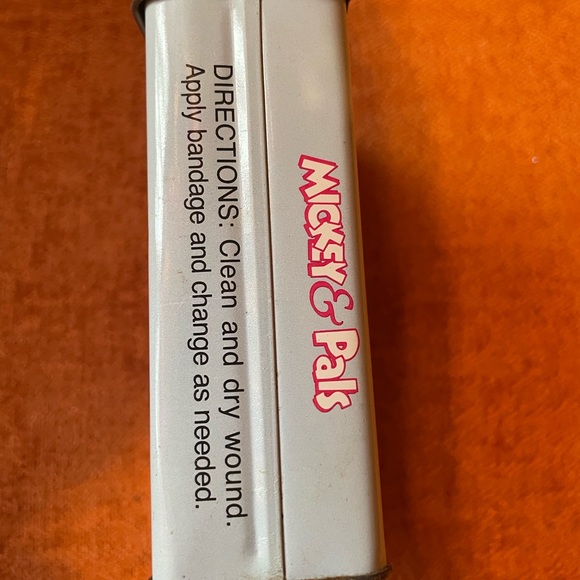 MICKEY & Pals
DIRECTIONS: Clean and dry wound.
Apply bandage and change as needed.